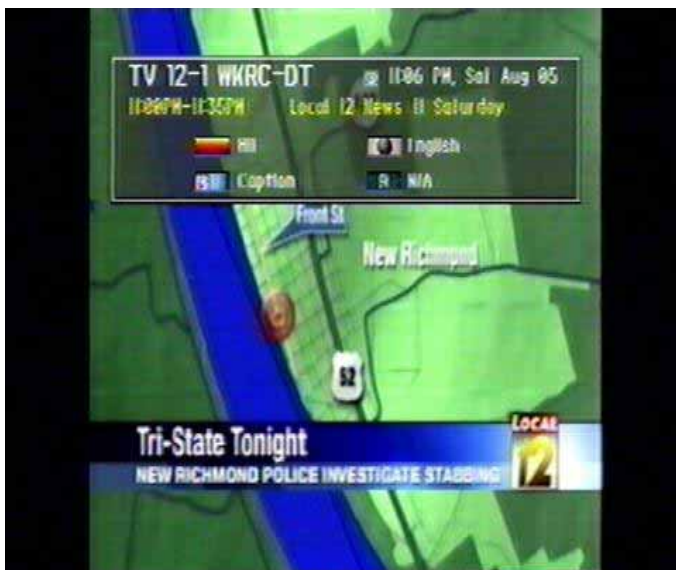 TV 12-1 WKRC-DT 11:06 PM, Sat Aug 05
11:00PM-11:35PM Local 12 News 11 Saturday
English
Caption R N/A
Front St
New Richmond
52
Tri-State Tonight
LOCAL
12
NEW RICHMOND POLICE INVESTIGATE STABBING